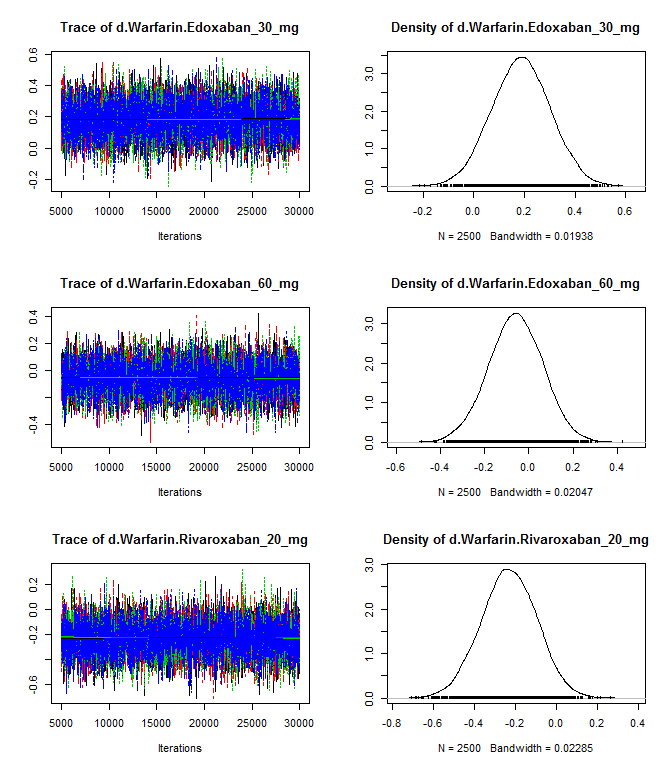 Trace of d.Warfarin.Edoxaban_30_mg
0.6
0.4
0.2
0.0
-0.2
5000 10000 15000 20000 25000 30000
Iterations
Density of d.Warfarin.Edoxaban_30_mg
3.0
2.0
1.0
0.0
-0.2 0.0 0.2 0.4 0.6
N = 2500 Bandwidth = 0.01938
Trace of d.Warfarin.Edoxaban_60_mg
0.4
0.2
0.0
-0.4
5000 10000 15000 20000 25000 30000
Iterations
Density of d.Warfarin.Edoxaban_60_mg
3.0
2.0
1.0
0.0
-0.6 -0.4 -0.2 0.0 0.2 0.4
N = 2500 Bandwidth = 0.02047
Trace of d.Warfarin.Rivaroxaban_20_mg
0.2
0.0
-0.2
-0.6
5000 10000 15000 20000 25000 30000
Iterations
Density of d.Warfarin.Rivaroxaban_20_mg
3.0
2.0
1.0
0.0
-0.8 -0.6 -0.4 -0.2 0.0 0.2 0.4
N = 2500 Bandwidth = 0.02285